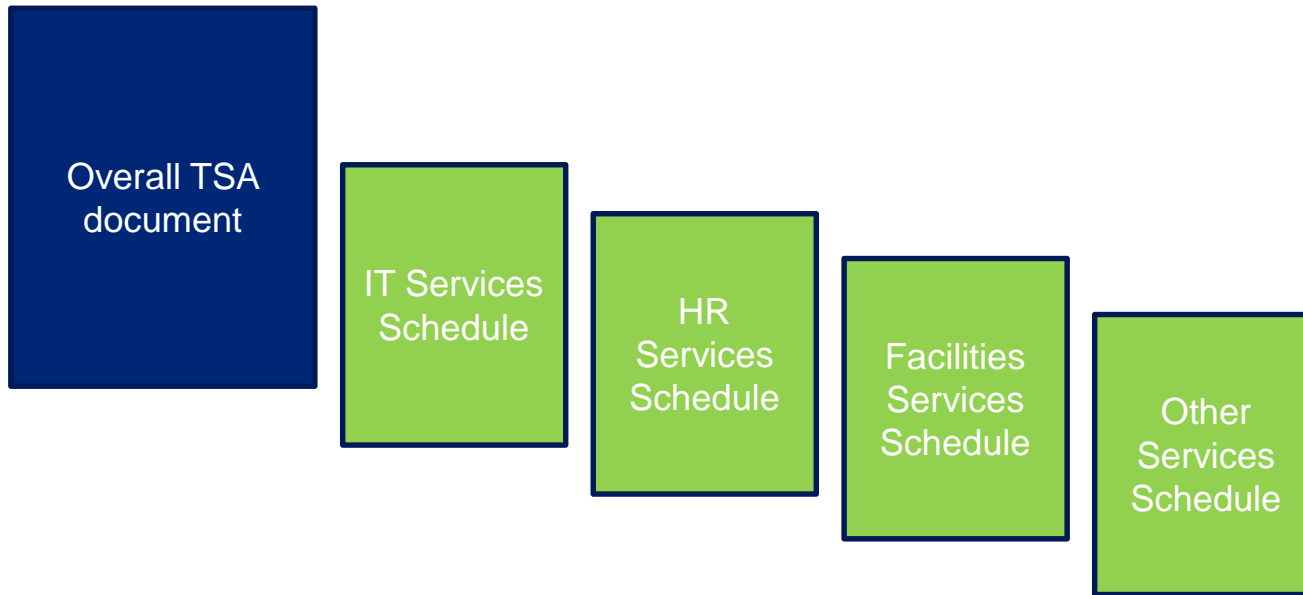 Overall TSA
document
IT Services
Schedule
HR
Services
Schedule
Facilities
Services
Schedule
Other
Services
Schedule